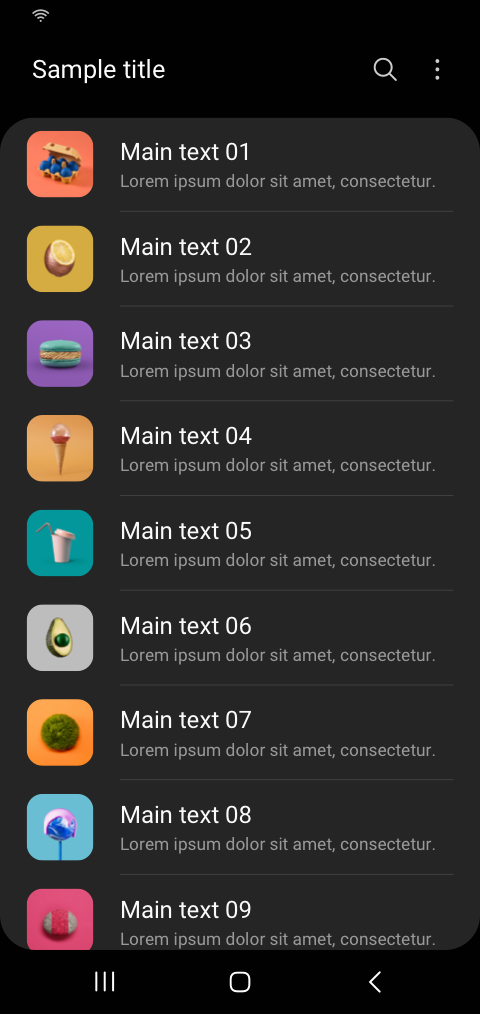 Sample title
Main text 01
Lorem ipsum dolor sit amet, consectetur.
Main text 02
Lorem ipsum dolor sit amet, consectetur.
Main text 03
Lorem ipsum dolor sit amet, consectetur.
Main text 04
Lorem ipsum dolor sit amet, consectetur.
Main text 05
Lorem ipsum dolor sit amet, consectetur.
Main text 06
Lorem ipsum dolor sit amet, consectetur.
Main text 07
Lorem ipsum dolor sit amet, consectetur.
Main text 08
Lorem ipsum dolor sit amet, consectetur.
Main text 09
Lorem ipsum dolor sit amet, consectetur.